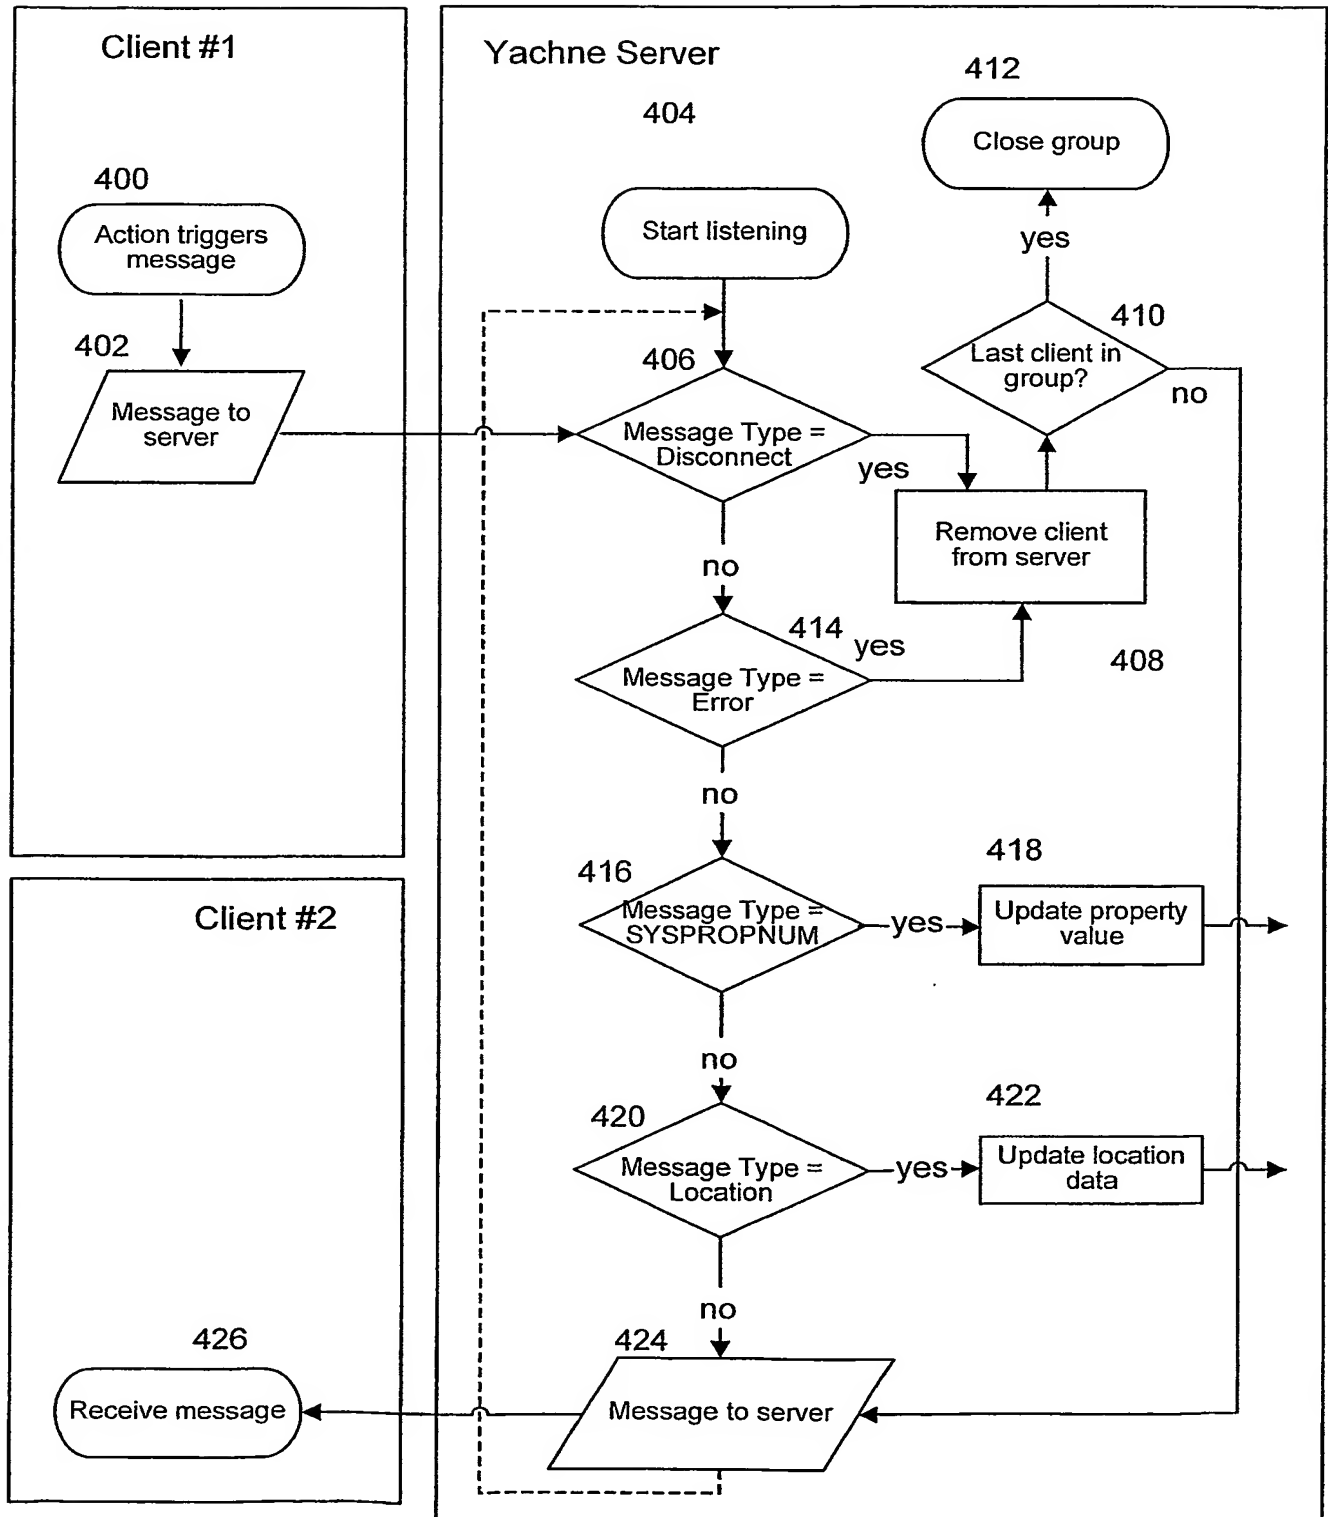 Client #1
400
Action triggers
message
402
Message to
server
Yachne Server
404
Start listening
412
Close group
yes
410
Last client in
group?
no
406
Message Type =
Disconnect
yes
Remove client
from server
408
no
414
yes
Message Type =
Error
no
416
Message Type =
SYSPROPNUM
yes
418
Update property
value
no
420
Message Type =
Location
yes
422
Update location
data
no
424
Message to server
Client #2
426
Receive message